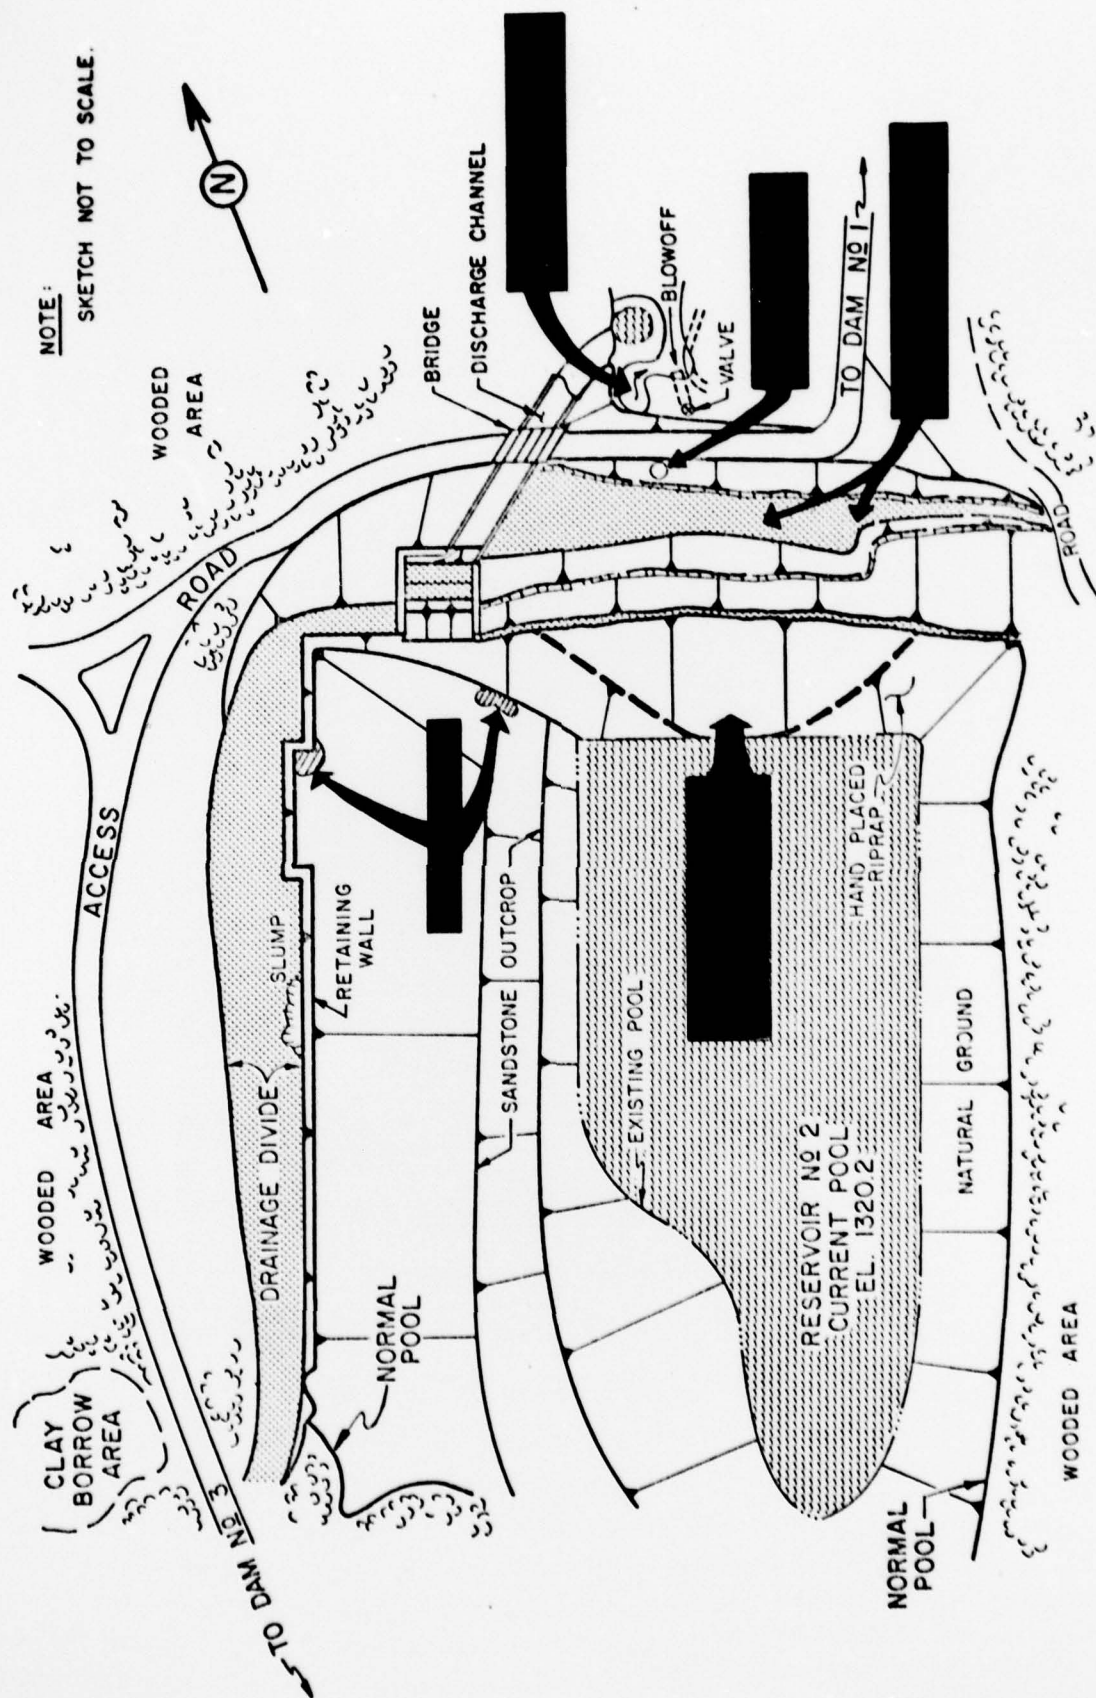 NOTE:
SKETCH NOT TO SCALE.
N
WOODED
AREA
BRIDGE
DISCHARGE CHANNEL
BLOWOFF
VALVE
TO DAM Nº 1
ROAD
ACCESS ROAD
WOODED AREA
CLAY
BORROW
AREA
TO DAM Nº 3
DRAINAGE DIVIDE
SLUMP
RETAINING
WALL
NORMAL
POOL
SANDSTONE OUTCROP
EXISTING POOL
RESERVOIR Nº 2
CURRENT POOL
EL. 1320.2
HAND PLACED
RIPRAP
NATURAL GROUND
NORMAL
POOL
WOODED AREA